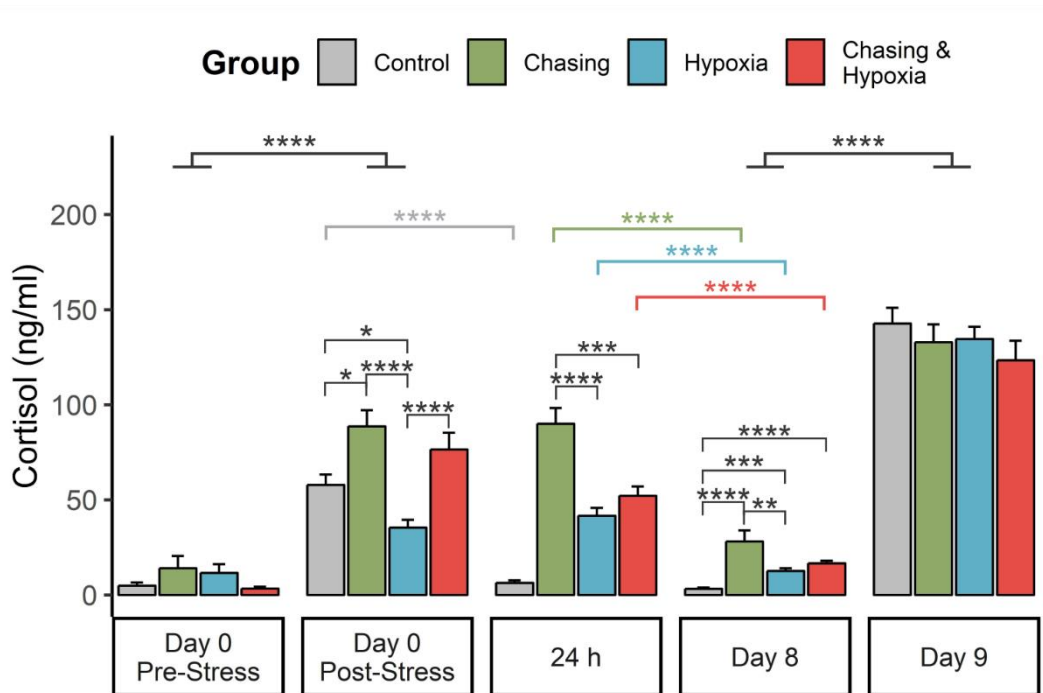 Group Control Chasing Hypoxia Chasing &
Hypoxia
**** ****
200
**** ****
****
****
150
* ***
* **** ****
100
****
****
***
**** **
50
0
Cortisol (ng/ml)
Day 0
Pre-Stress
Day 0
Post-Stress
24 h
Day 8
Day 9